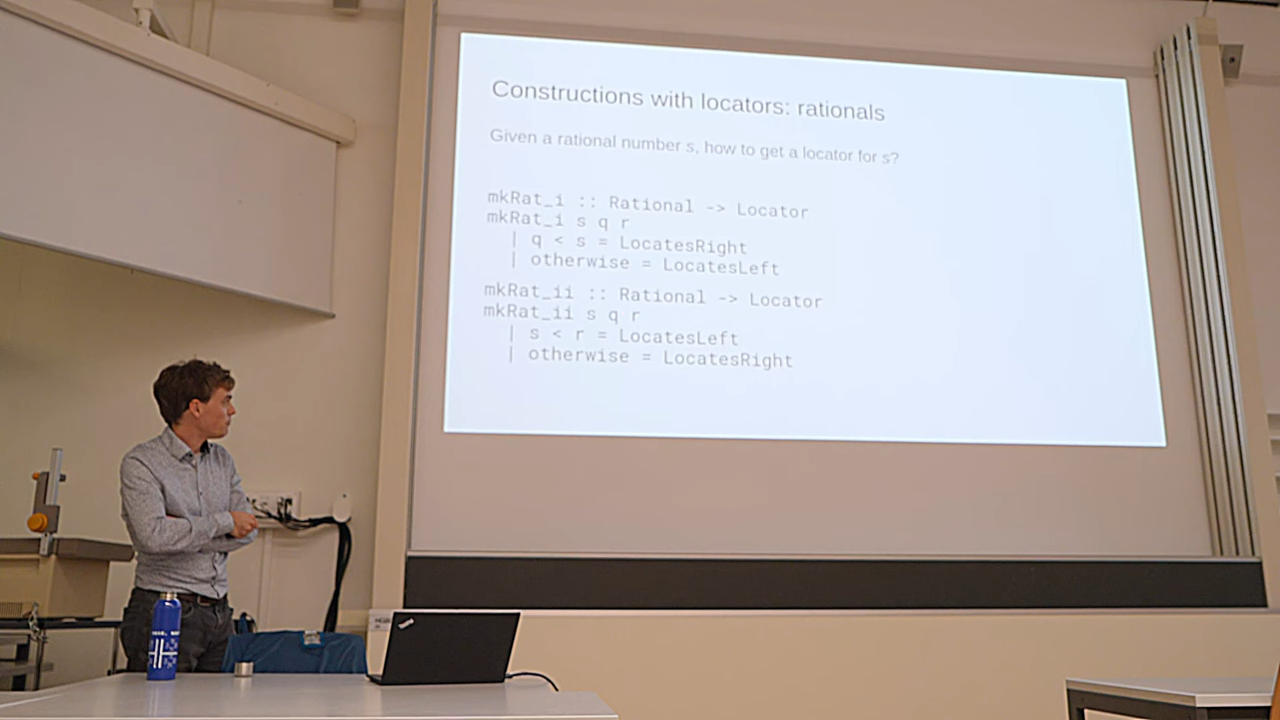 Constructions with locators: rationals
Given a rational number s, how to get a locator for s?
mkRat_i :: Rational -> Locator
mkRat_i s q r
| q < s = LocatesRight
| otherwise = LocatesLeft
mkRat_ii :: Rational -> Locator
mkRat_ii s q r
| s < r = LocatesLeft
| otherwise = LocatesRight